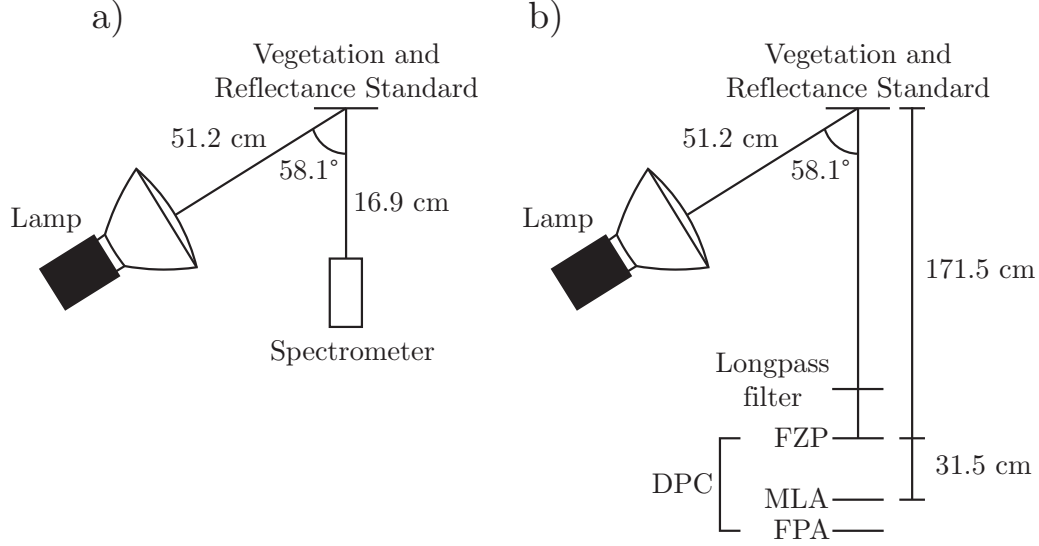 a)
Vegetation and
Reflectance Standard
51.2 cm
58.1°
16.9 cm
Lamp
Spectrometer
b)
Vegetation and
Reflectance Standard
51.2 cm
58.1°
Lamp
171.5 cm
Longpass
filter
FZP
31.5 cm
DPC
MLA
FPA